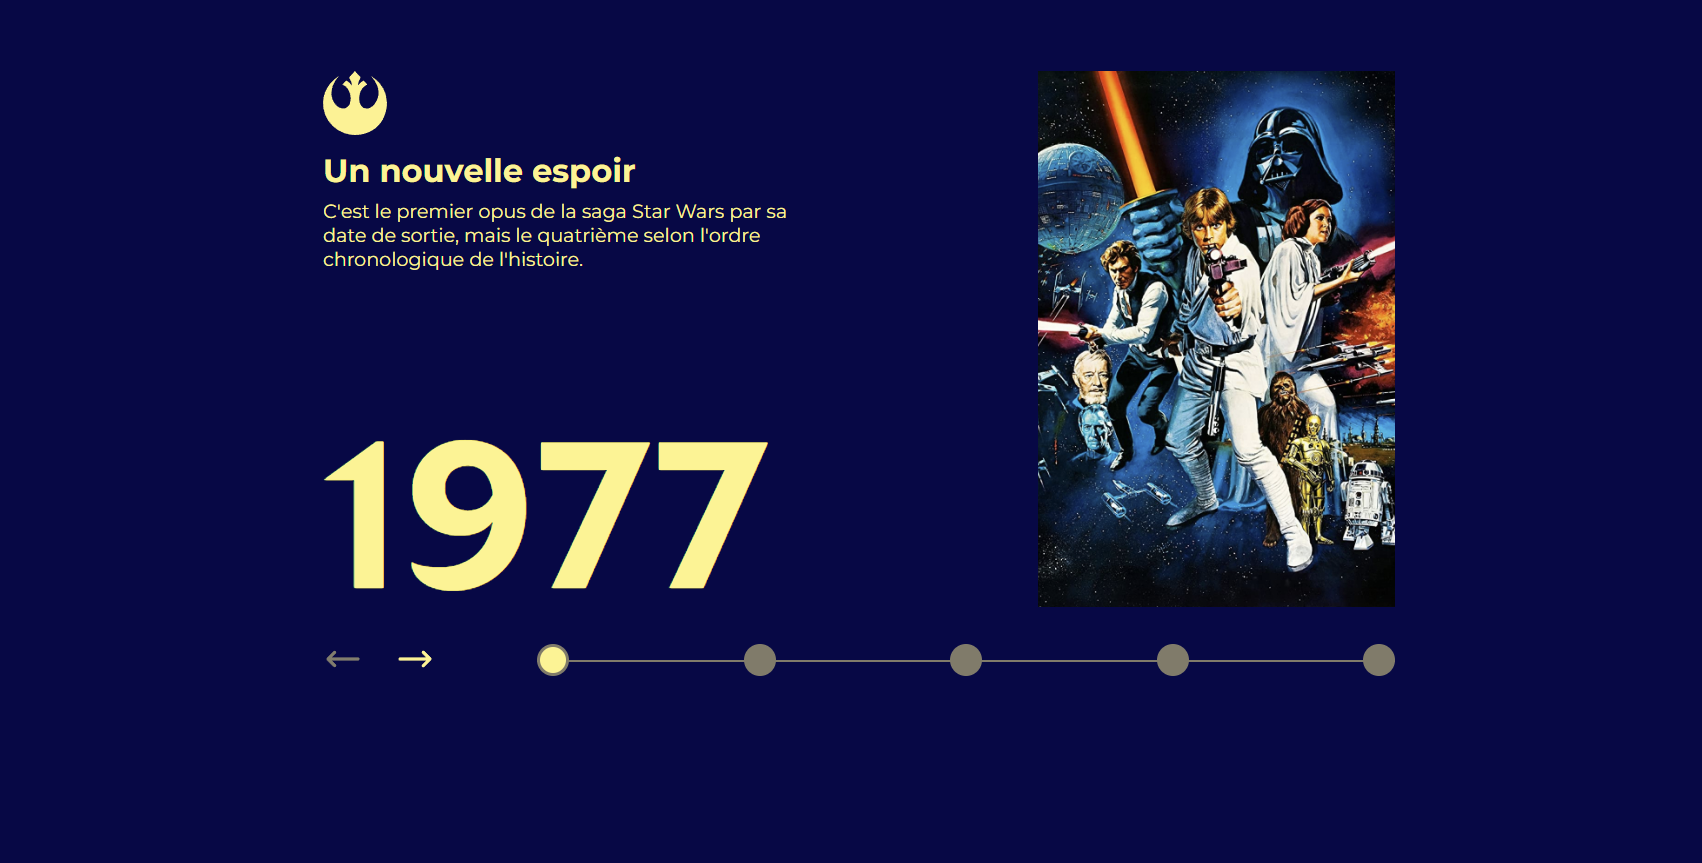 Un nouvelle espoir
C'est le premier opus de la saga Star Wars par sa
date de sortie, mais le quatrième selon l'ordre
chronologique de l'histoire.
1977